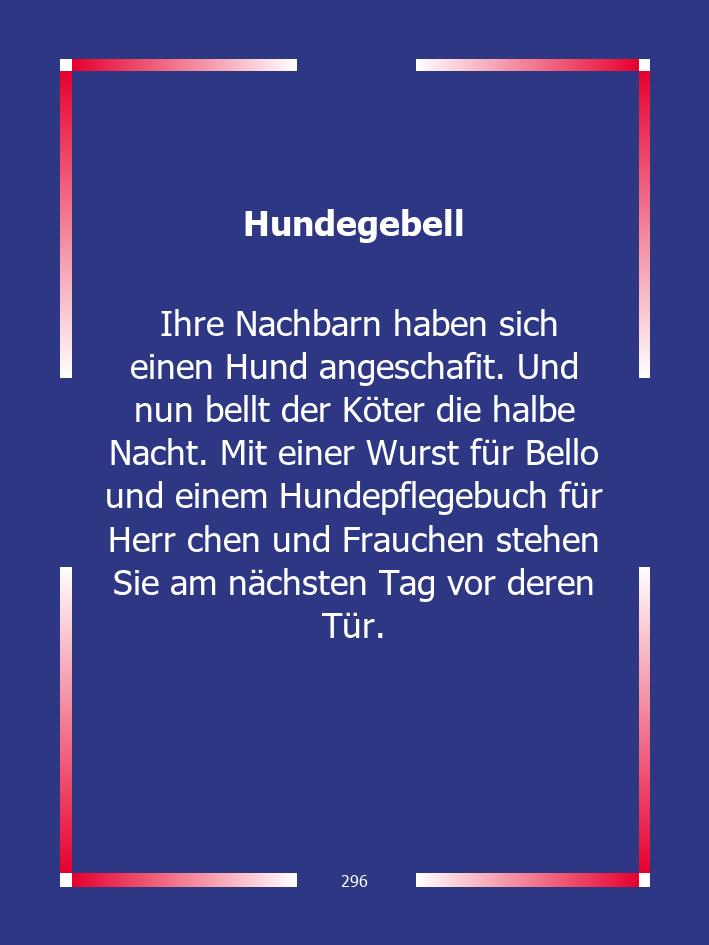 Hundegebell
Ihre Nachbarn haben sich
einen Hund angeschafit. Und
nun bellt der Köter die halbe
Nacht. Mit einer Wurst für Bello
und einem Hundepflegebuch für
Herr chen und Frauchen stehen
Sie am nächsten Tag vor deren
Tür.
296